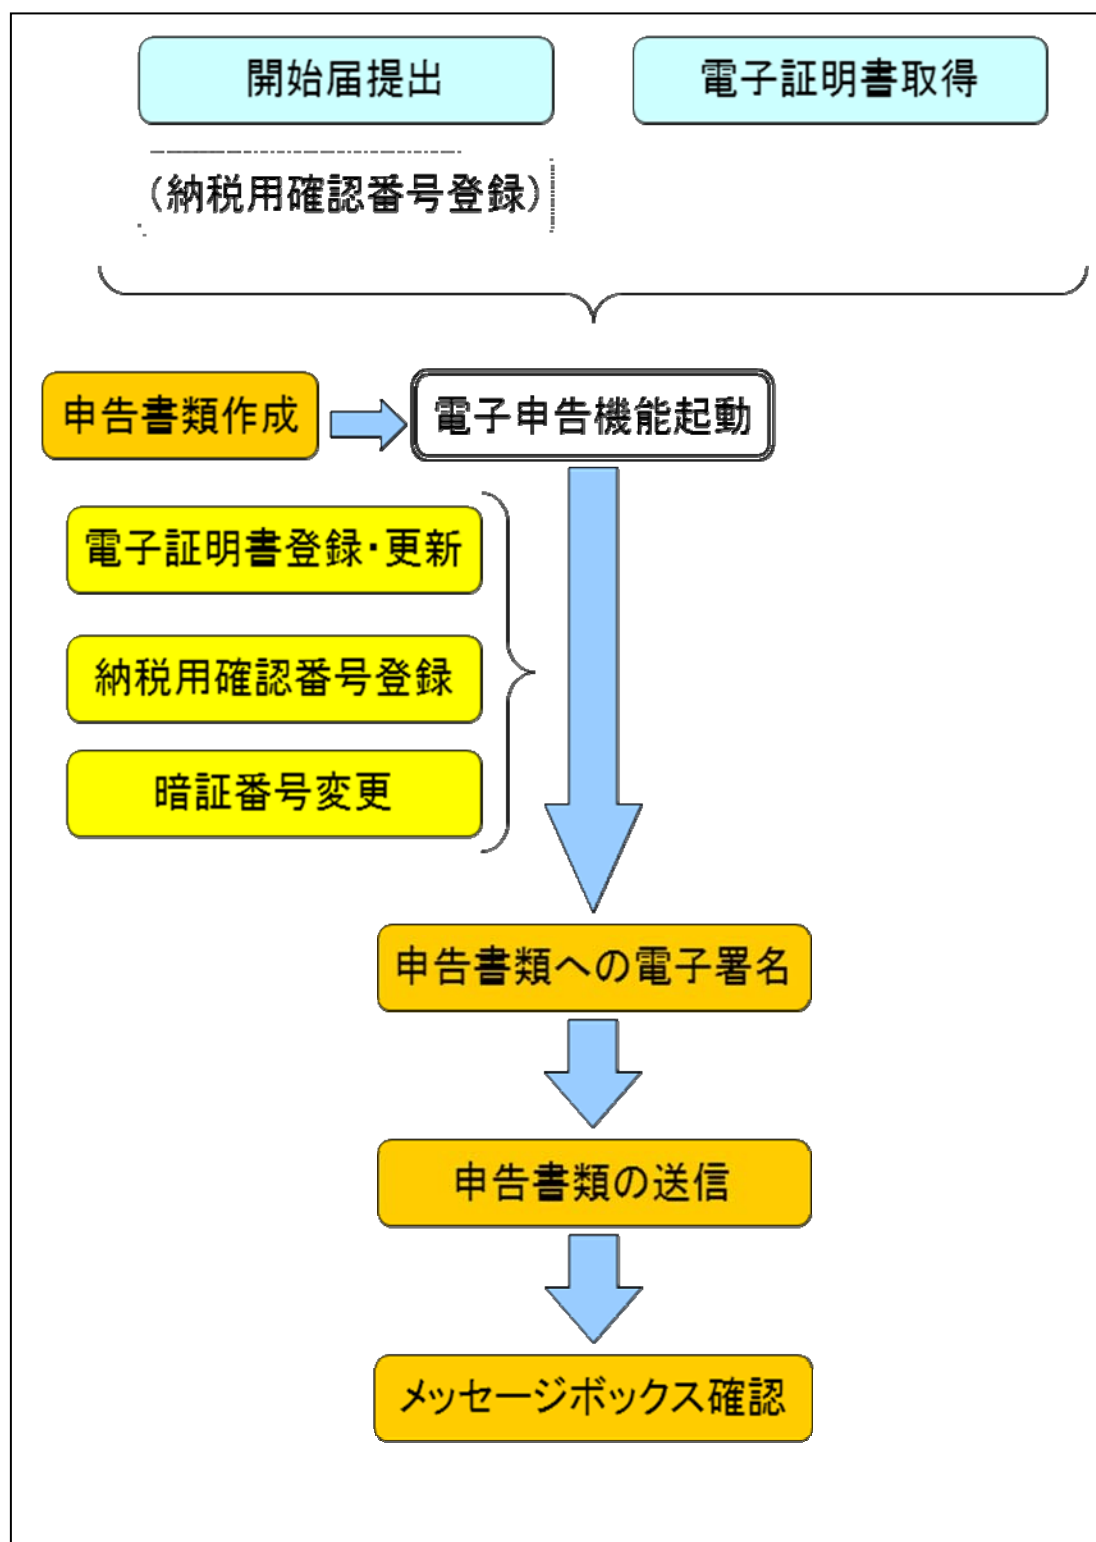 開始届提出
電子証明書取得
（納税用確認番号登録）
申告書類作成
電子申告機能起動
電子証明書登録・更新
納税用確認番号登録
暗証番号変更
申告書類への電子署名
申告書類の送信
メッセージボックス確認